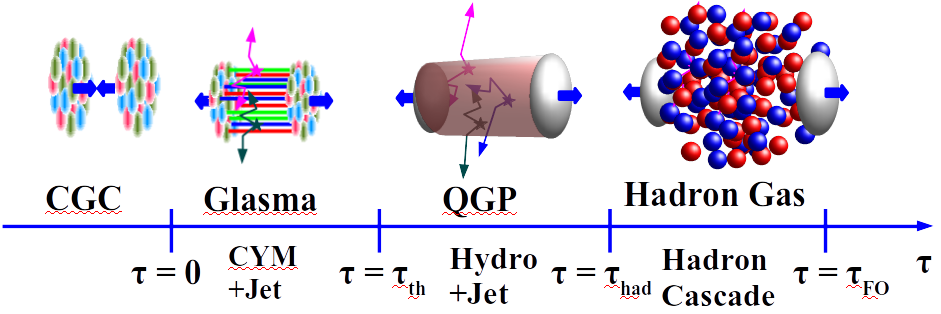 CGC
Glasma
QGP
Hadron Gas
τ = 0
CYM
+Jet
τ = τth
Hydro
+Jet
τ = τhad
Hadron
Cascade
τ = τFO
τ